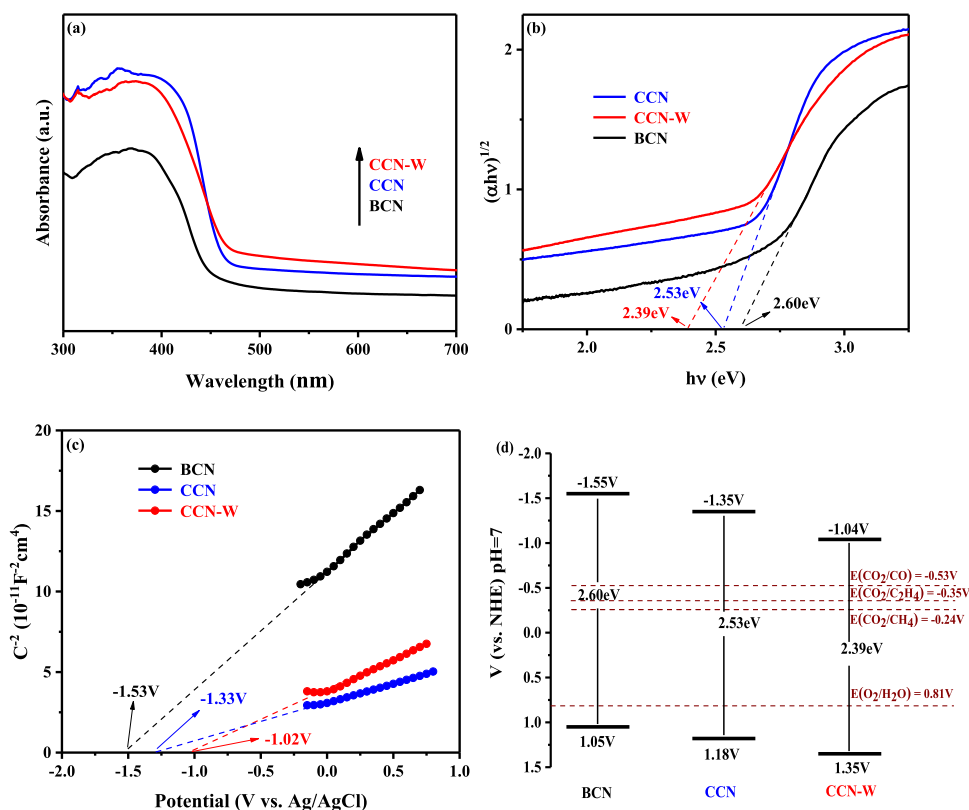 (a)
Absorbance (a.u.)
CCN-W
CCN
BCN
300 400 500 600 700
Wavelength (nm)
(b)
(αhν)^1/2
2
1
0
CCN
CCN-W
BCN
2.53eV
2.39eV
2.60eV
2.0 2.5 3.0
hν (eV)
(c)
C^-2 (10^-11F^-2cm^4)
20
15
10
5
0
BCN
CCN
CCN-W
-1.53V
-1.33V
-1.02V
-2.0 -1.5 -1.0 -0.5 0.0 0.5 1.0
Potential (V vs. Ag/AgCl)
(d)
V (vs. NHE) pH=7
-2.0
-1.5
-1.0
-0.5
0.0
0.5
1.0
1.5
-1.55V
-1.35V
-1.04V
E(CO2/CO) = -0.53V
E(CO2/C2H4) = -0.35V
E(CO2/CH4) = -0.24V
2.60eV
2.53eV
2.39eV
E(O2/H2O) = 0.81V
1.05V
1.18V
1.35V
BCN CCN CCN-W